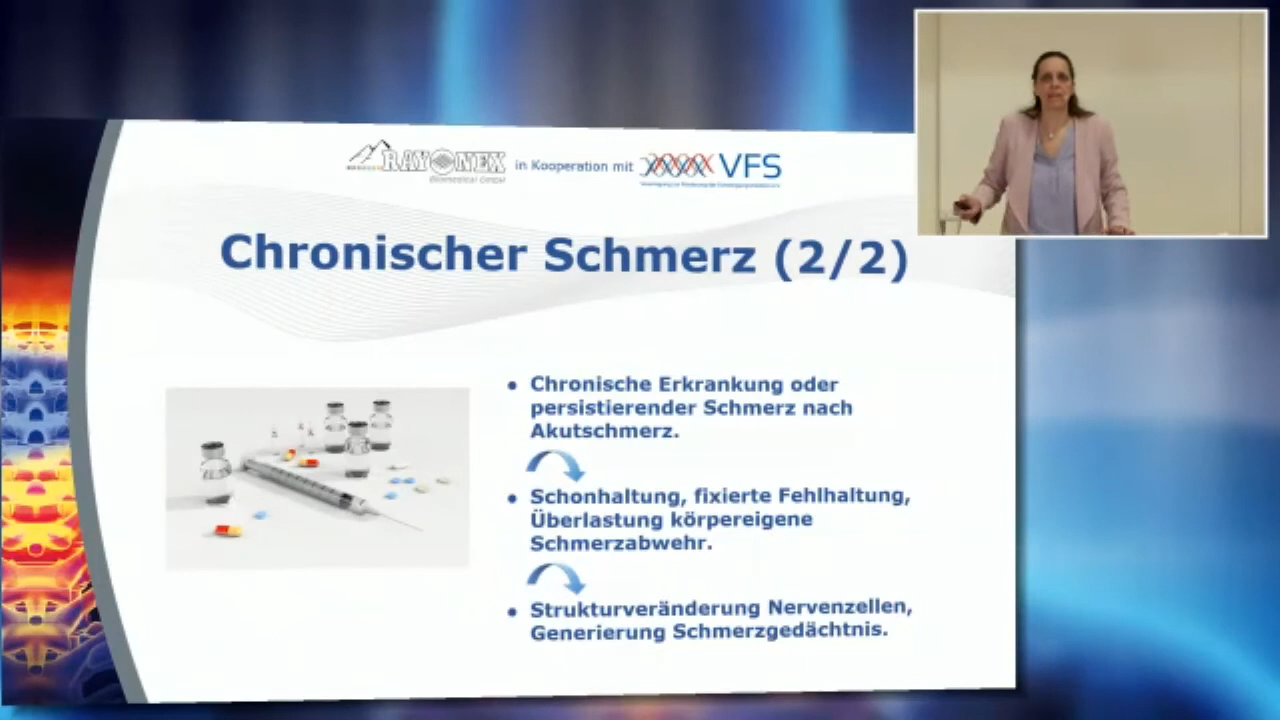 RAYONEX
Biomedical GmbH
in Kooperation mit
VFS
Chronischer Schmerz (2/2)
• Chronische Erkrankung oder
persistierender Schmerz nach
Akutschmerz.
• Schonhaltung, fixierte Fehlhaltung,
Überlastung körpereigene
Schmerzabwehr.
• Strukturveränderung Nervenzellen,
Generierung Schmerzgedächtnis.